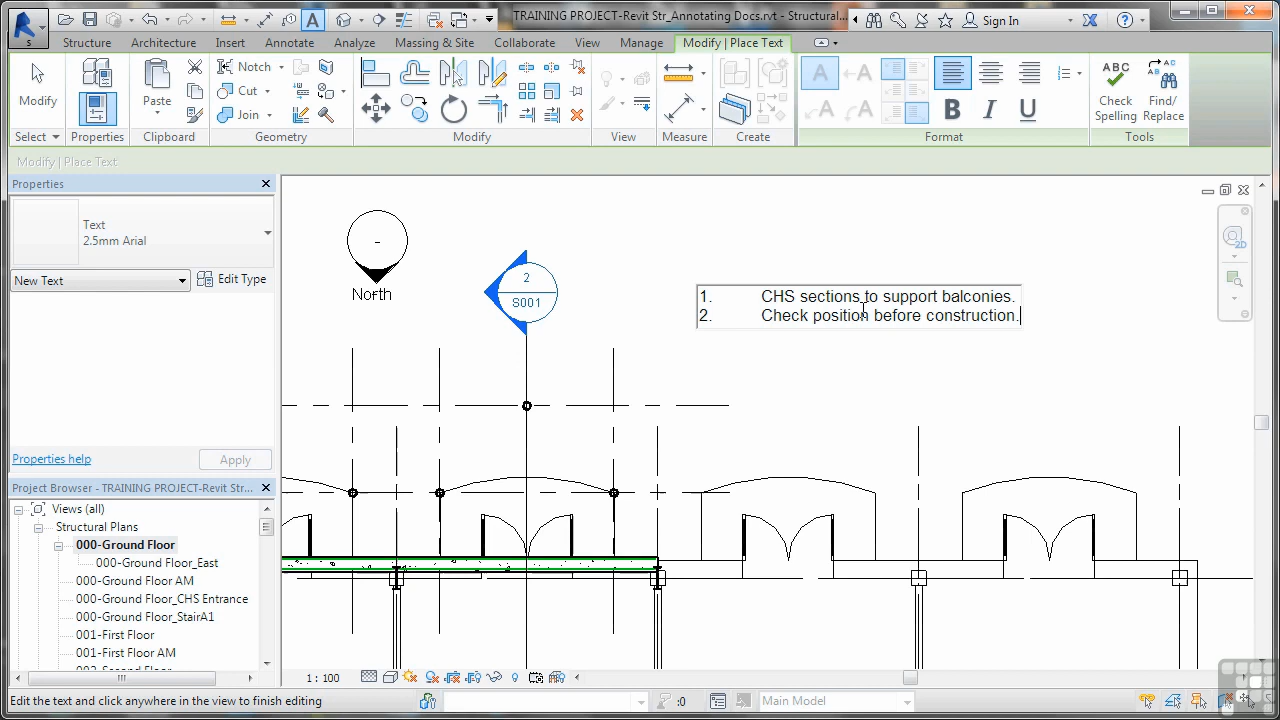 TRAINING PROJECT-Revit Str_Annotating Docs.rvt - Structural...
Sign In
S
Structure
Architecture
Insert
Annotate
Analyze
Massing & Site
Collaborate
View
Manage
Modify | Place Text
Modify
Paste
Notch
Cut
Join
Check
Spelling
Find/
Replace
Select
Properties
Clipboard
Geometry
Modify
View
Measure
Create
Format
Tools
Modify | Place Text
Properties
Text
2.5mm Arial
New Text
Edit Type
Properties help
Apply
Project Browser - TRAINING PROJECT-Revit Str...
Views (all)
Structural Plans
000-Ground Floor
000-Ground Floor_East
000-Ground Floor AM
000-Ground Floor_CHS Entrance
000-Ground Floor_StairA1
001-First Floor
001-First Floor AM
002-Second Floor
-
North
2
S001
1. CHS sections to support balconies.
2. Check position before construction.
2D
1 : 100
Edit the text and click anywhere in the view to finish editing
:0
Main Model